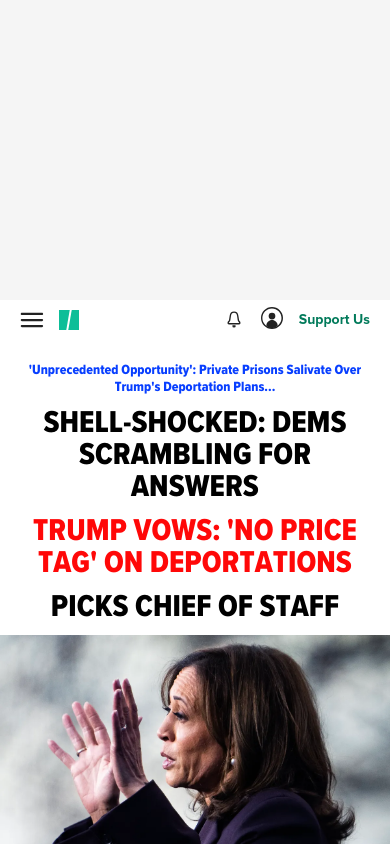 Support Us
'Unprecedented Opportunity': Private Prisons Salivate Over
Trump's Deportation Plans...
SHELL-SHOCKED: DEMS
SCRAMBLING FOR
ANSWERS
TRUMP VOWS: 'NO PRICE
TAG' ON DEPORTATIONS
PICKS CHIEF OF STAFF